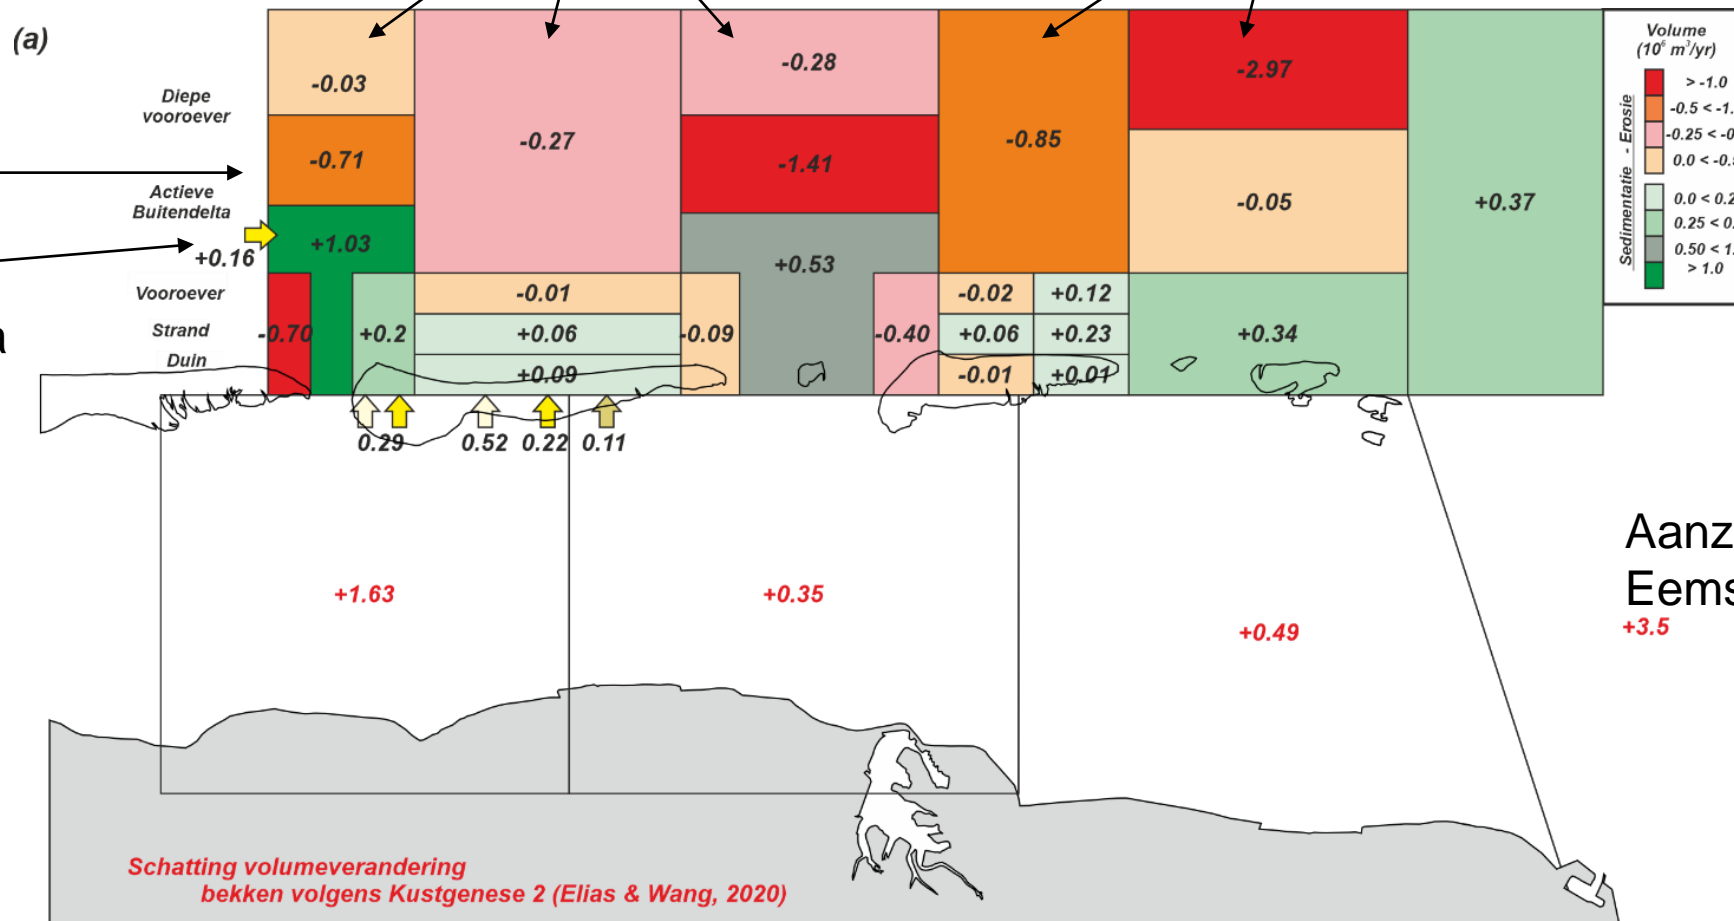 (a)
Diepe
vooroever
Actieve
Buitendelta
+0.16
Vooroever
Strand
Duin
-0.03
-0.71
+1.03
-0.70
+0.2
-0.27
-0.01
+0.06
+0.09
-0.28
-1.41
+0.53
-0.09
-0.40
-0.85
-0.02
+0.12
+0.06
+0.23
-0.01
+0.01
-2.97
-0.05
+0.34
+0.37
Volume
(10⁶ m³/yr)
Sedimentatie - Erosie
> -1.0
-0.5 < -1.
-0.25 < -0
0.0 < -0.
0.0 < 0.2
0.25 < 0.
0.50 < 1.
> 1.0
0.29
0.52
0.22
0.11
+1.63
+0.35
+0.49
Aanz
Eems
+3.5
Schatting volumeverandering
bekken volgens Kustgenese 2 (Elias & Wang, 2020)